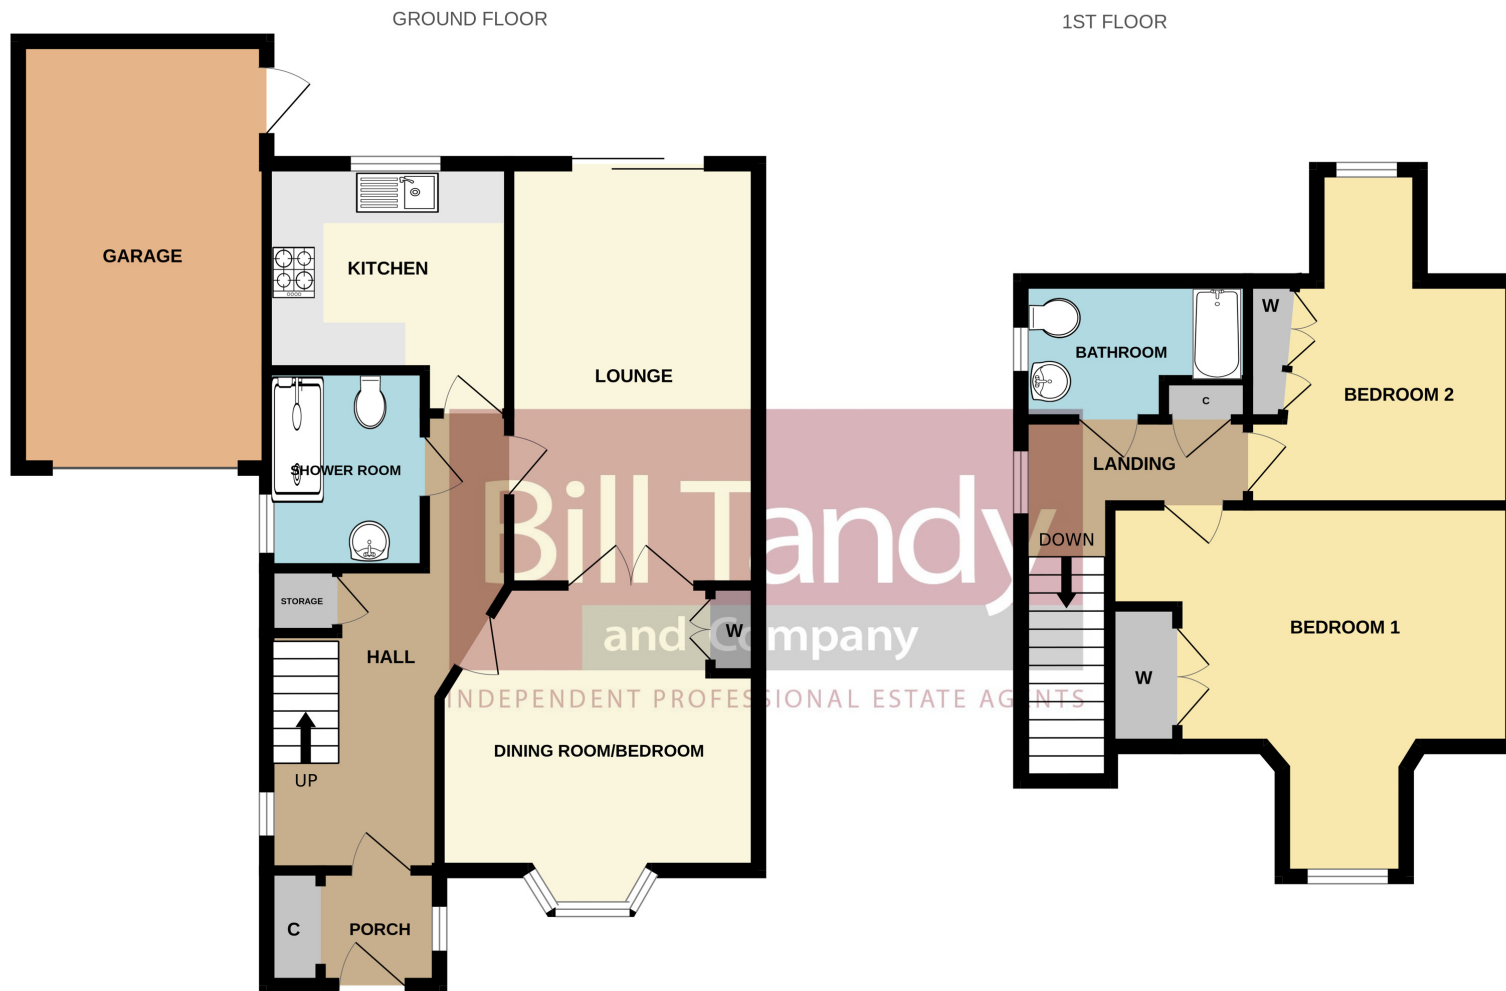 GROUND FLOOR
1ST FLOOR
GARAGE
KITCHEN
LOUNGE
SHOWER ROOM
STORAGE
HALL
UP
W
DINING ROOM/BEDROOM
C
PORCH
W
BATHROOM
C
BEDROOM 2
LANDING
DOWN
BEDROOM 1
W
Bill Tandy
and Company
INDEPENDENT PROFESSIONAL ESTATE AGENTS